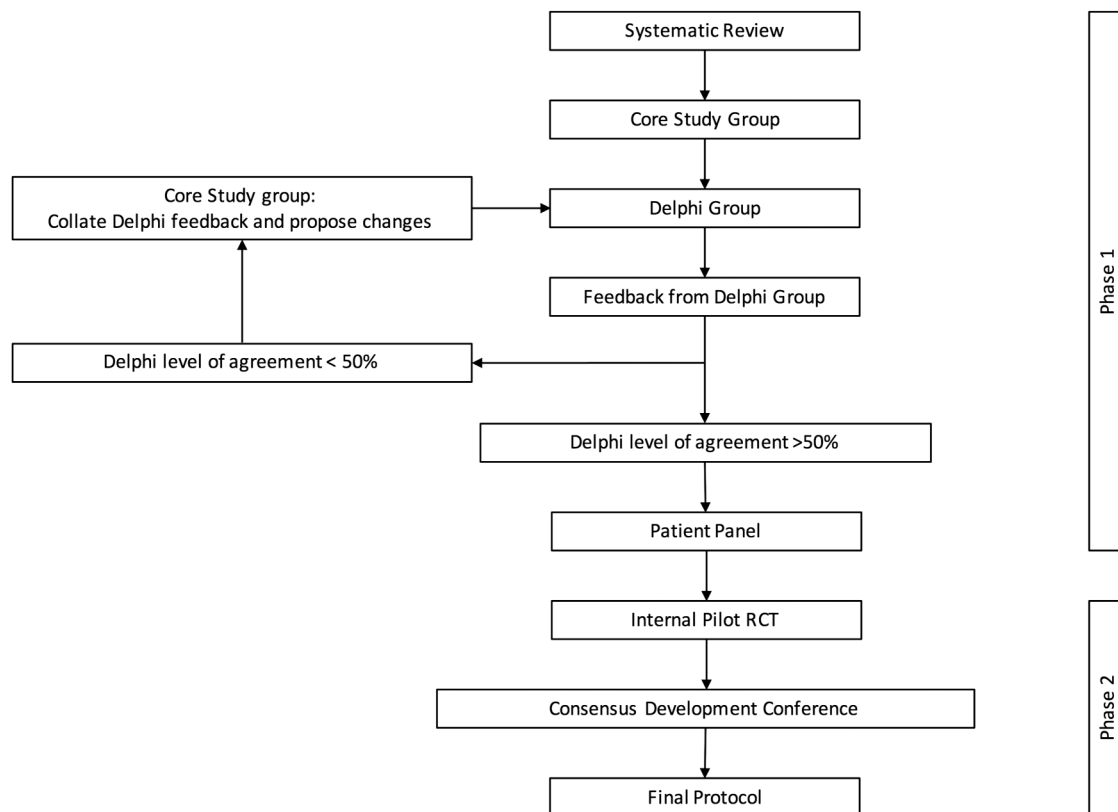 Systematic Review
Core Study Group
Core Study group:
Collate Delphi feedback and propose changes
Delphi Group
Feedback from Delphi Group
Delphi level of agreement < 50%
Delphi level of agreement >50%
Patient Panel
Internal Pilot RCT
Consensus Development Conference
Final Protocol
Phase 1
Phase 2